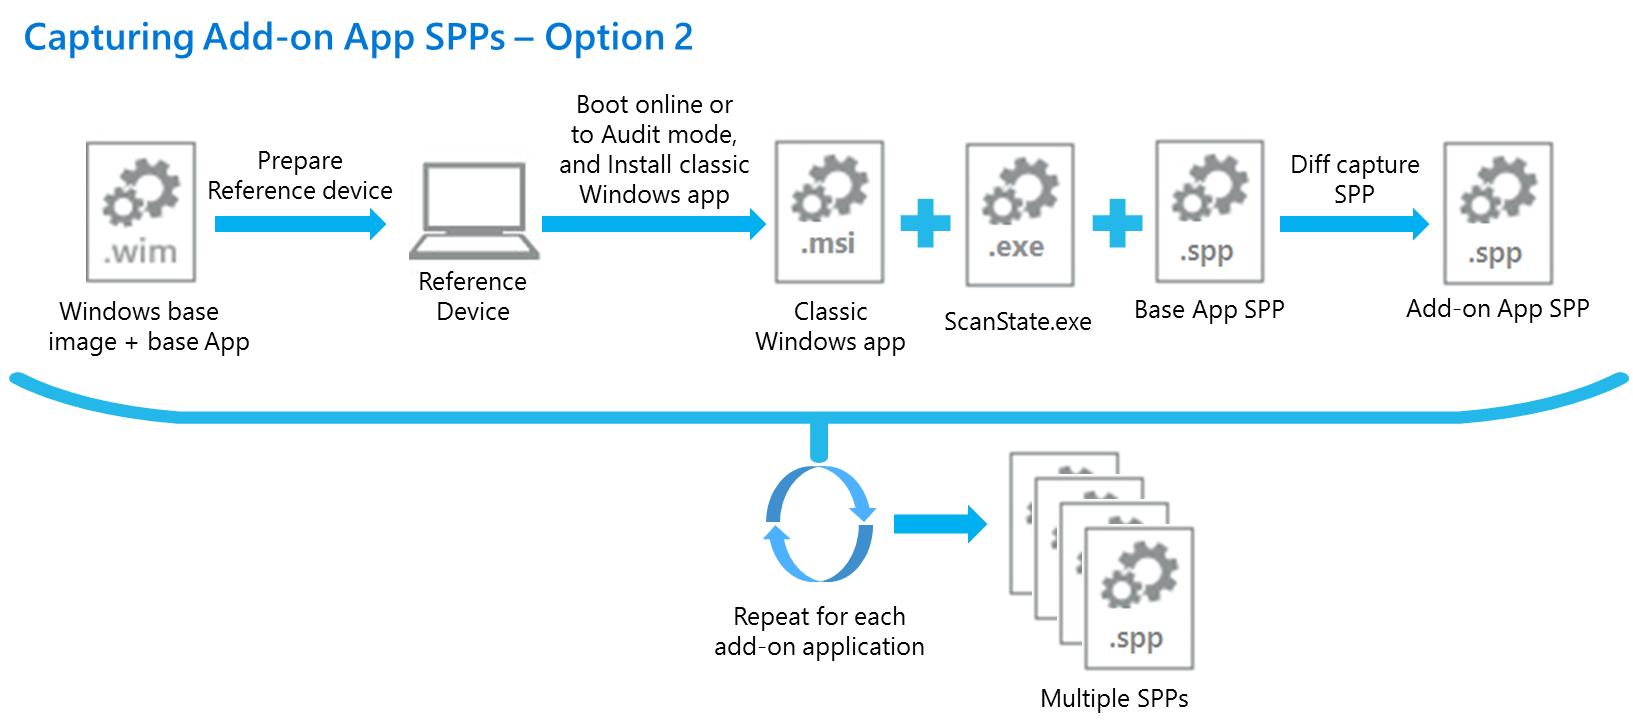 Capturing Add-on App SPPs – Option 2
Prepare
Reference device
Boot online or
to Audit mode,
and Install classic
Windows app
Diff capture
SPP
.wim
.msi
.exe
.spp
.spp
Windows base
image + base App
Reference
Device
Classic
Windows app
ScanState.exe
Base App SPP
Add-on App SPP
Repeat for each
add-on application
.spp
Multiple SPPs